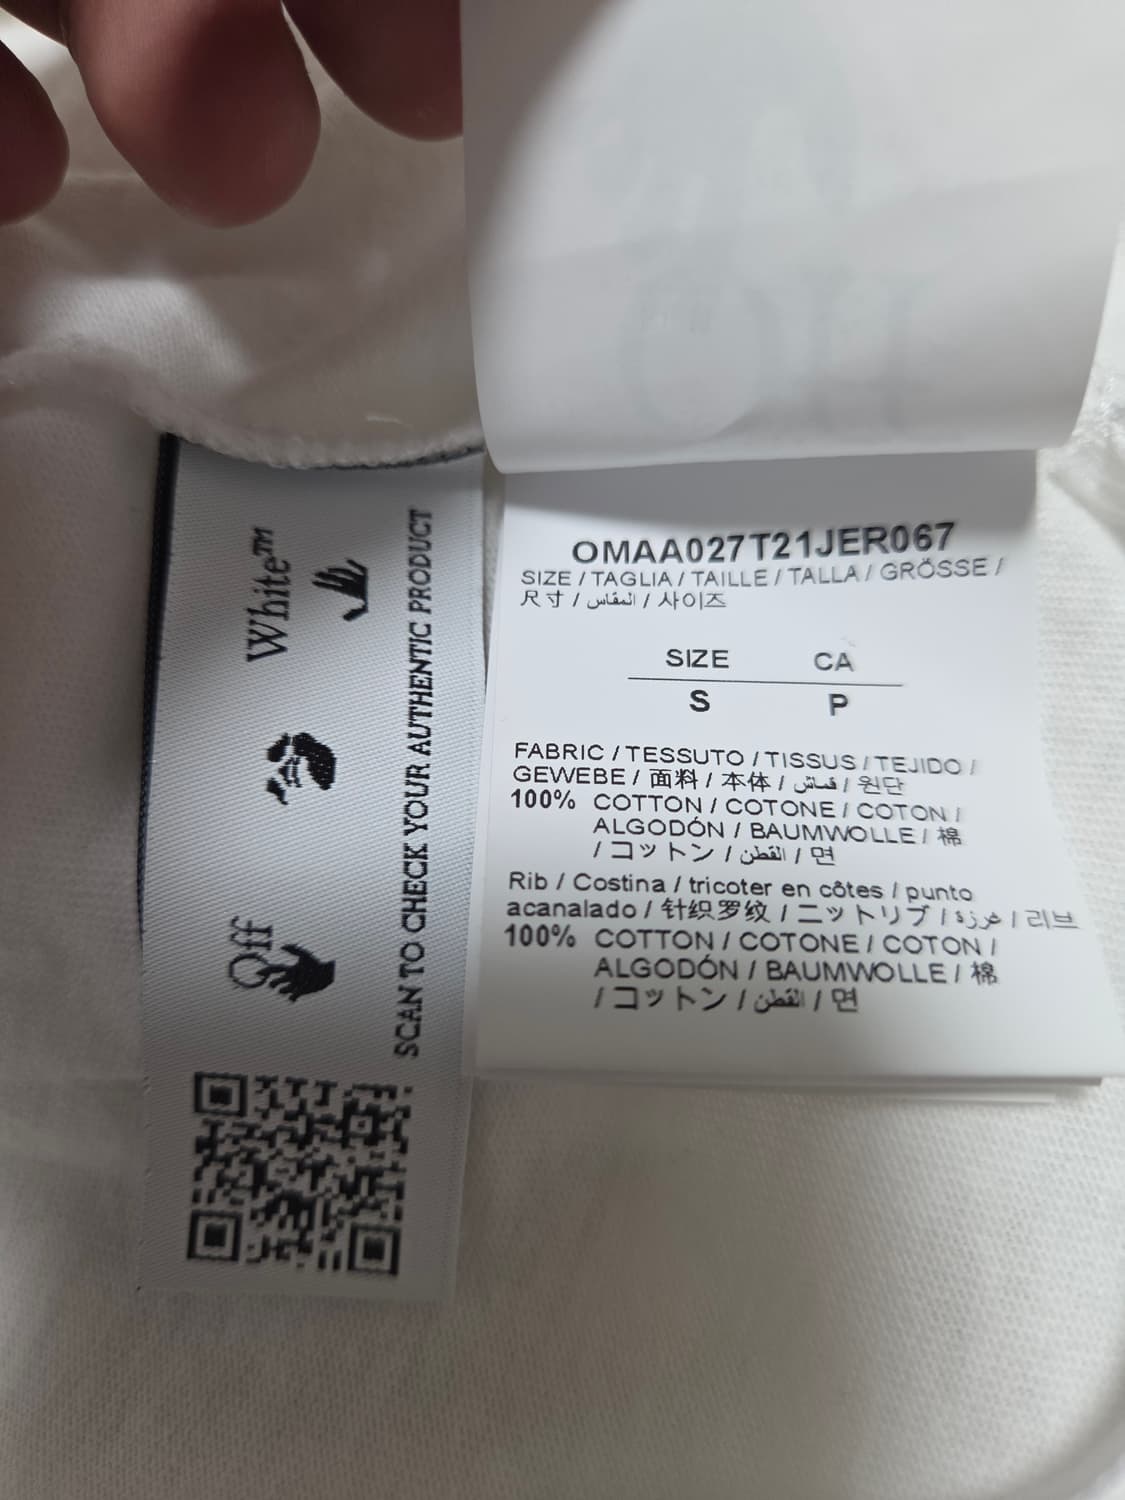 Off White™
SCAN TO CHECK YOUR AUTHENTIC PRODUCT
OMAA027T21JER067
SIZE / TAGLIA / TAILLE / TALLA / GRÖSSE /
尺寸 / المقاس / 사이즈
SIZE CA
S P
FABRIC / TESSUTO / TISSUS / TEJIDO /
GEWEBE / 面料 / 本体 / قماش / 원단
100% COTTON / COTONE / COTON /
ALGODÓN / BAUMWOLLE / 棉
/ コットン / القطن / 면
Rib / Costina / tricoter en côtes / punto
acanalado / 针织罗纹 / ニットリブ / غرزة / 리브
100% COTTON / COTONE / COTON /
ALGODÓN / BAUMWOLLE / 棉
/ コットン / القطن / 면